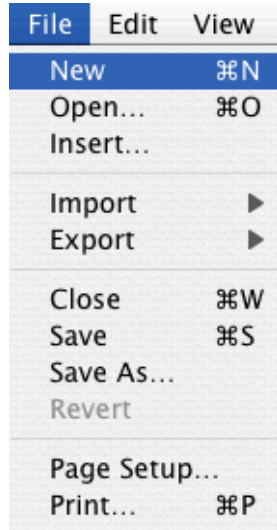 File Edit View
New ⌘N
Open... ⌘O
Insert...
Import
Export
Close ⌘W
Save ⌘S
Save As...
Revert
Page Setup...
Print... ⌘P